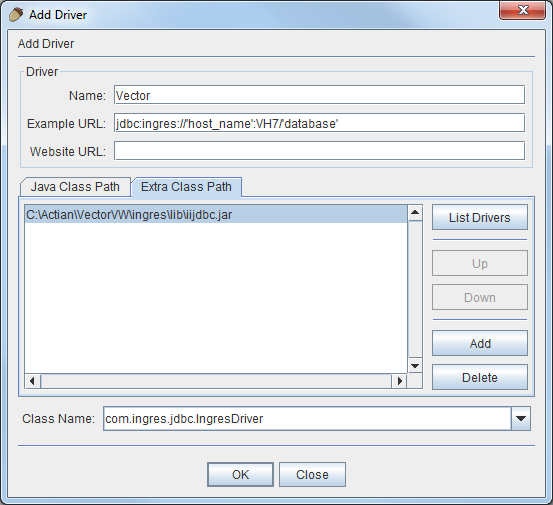 Add Driver
Add Driver
Driver
Name: Vector
Example URL: jdbc:ingres://'host_name':VH7/'database'
Website URL:
Java Class Path Extra Class Path
C:\Actian\VectorVW\ingres\lib\iijdbc.jar
List Drivers
Up
Down
Add
Delete
Class Name: com.ingres.jdbc.IngresDriver
OK Close